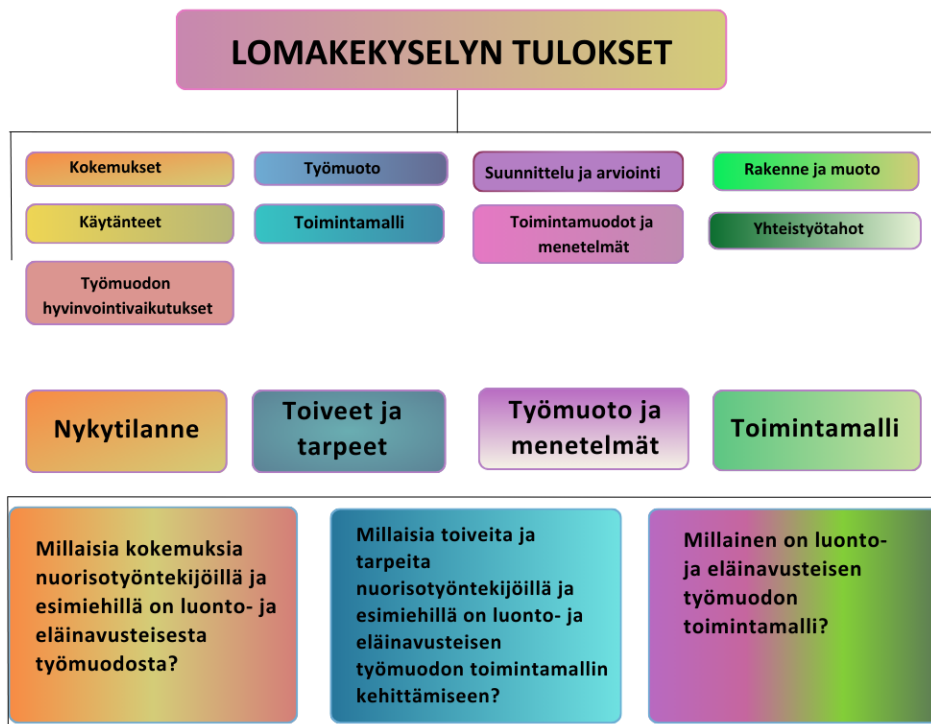 LOMAKEKYSELYN TULOKSET
Kokemukset
Työmuoto
Suunnittelu ja arviointi
Rakenne ja muoto
Käytänteet
Toimintamalli
Toimintamuodot ja
menetelmät
Yhteistyötahot
Työmuodon
hyvinvointivaikutukset
Nykytilanne
Toiveet ja
tarpeet
Työmuoto ja
menetelmät
Toimintamalli
Millaisia kokemuksia
nuorisotyöntekijöillä ja
esimiehillä on luonto- ja
eläinavusteisesta
työmuodosta?
Millaisia toiveita ja
tarpeita
nuorisotyöntekijöillä ja
esimiehillä on luonto- ja
eläinavusteisen
työmuodon toimintamallin
kehittämiseen?
Millainen on luonto-
ja eläinavusteisen
työmuodon
toimintamalli?